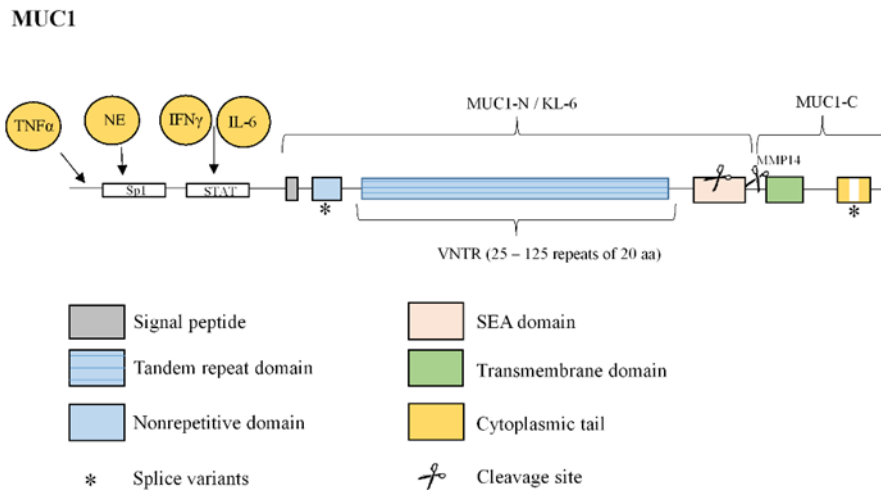 MUC1
MUC1-N / KL-6
MUC1-C
TNFα
NE
IFNγ
IL-6
MMP14
Sp1
STAT
*
*
VNTR (25 – 125 repeats of 20 aa)
Signal peptide
SEA domain
Tandem repeat domain
Transmembrane domain
Nonrepetitive domain
Cytoplasmic tail
* Splice variants
Cleavage site